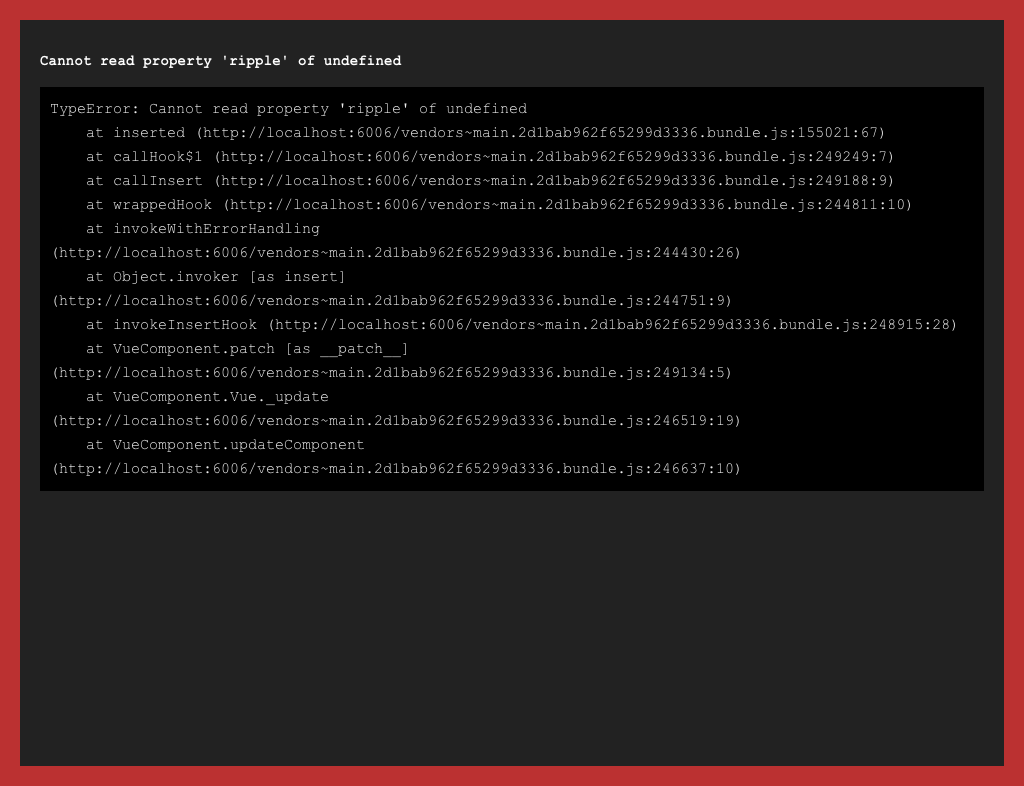 Cannot read property 'ripple' of undefined
TypeError: Cannot read property 'ripple' of undefined
    at inserted (http://localhost:6006/vendors~main.2d1bab962f65299d3336.bundle.js:155021:67)
    at callHook$1 (http://localhost:6006/vendors~main.2d1bab962f65299d3336.bundle.js:249249:7)
    at callInsert (http://localhost:6006/vendors~main.2d1bab962f65299d3336.bundle.js:249188:9)
    at wrappedHook (http://localhost:6006/vendors~main.2d1bab962f65299d3336.bundle.js:244811:10)
    at invokeWithErrorHandling
(http://localhost:6006/vendors~main.2d1bab962f65299d3336.bundle.js:244430:26)
    at Object.invoker [as insert]
(http://localhost:6006/vendors~main.2d1bab962f65299d3336.bundle.js:244751:9)
    at invokeInsertHook (http://localhost:6006/vendors~main.2d1bab962f65299d3336.bundle.js:248915:28)
    at VueComponent.patch [as __patch__]
(http://localhost:6006/vendors~main.2d1bab962f65299d3336.bundle.js:249134:5)
    at VueComponent.Vue._update
(http://localhost:6006/vendors~main.2d1bab962f65299d3336.bundle.js:246519:19)
    at VueComponent.updateComponent
(http://localhost:6006/vendors~main.2d1bab962f65299d3336.bundle.js:246637:10)